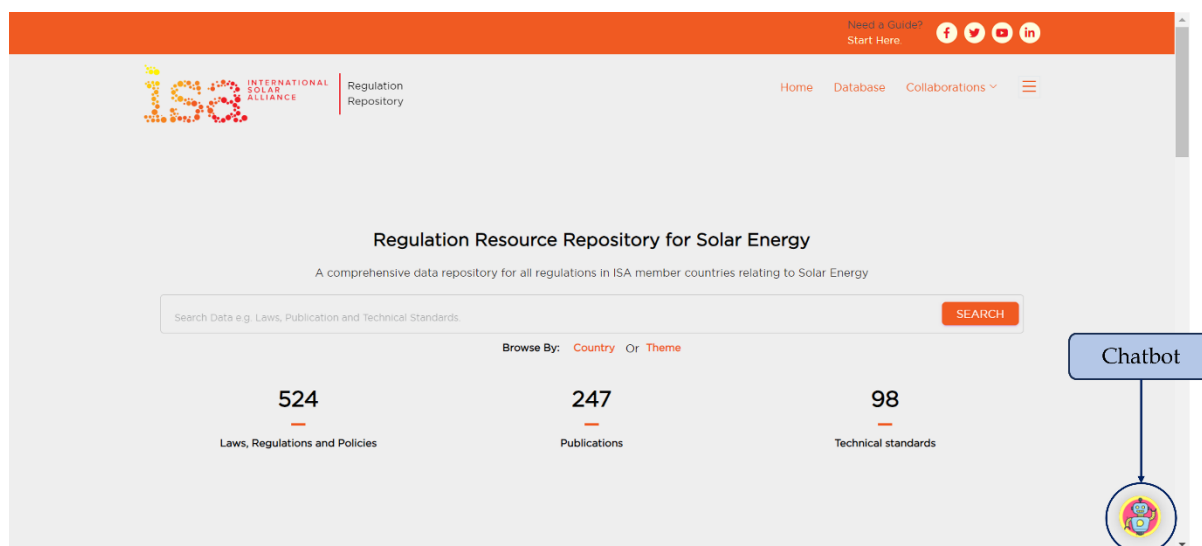 Need a Guide?
Start Here.
isa
INTERNATIONAL
SOLAR
ALLIANCE
Regulation
Repository
Home Database Collaborations
Regulation Resource Repository for Solar Energy
A comprehensive data repository for all regulations in ISA member countries relating to Solar Energy
Search Data e.g. Laws, Publication and Technical Standards.
SEARCH
Browse By: Country Or Theme
Chatbot
524 247 98
Laws, Regulations and Policies Publications Technical standards